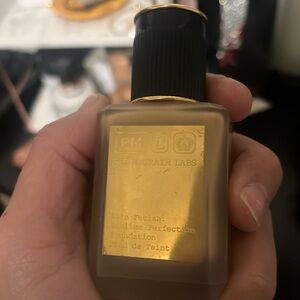 PM L
McGRATH LABS
Skin Fetish:
Sublime Perfection
Foundation
Fond de Teint